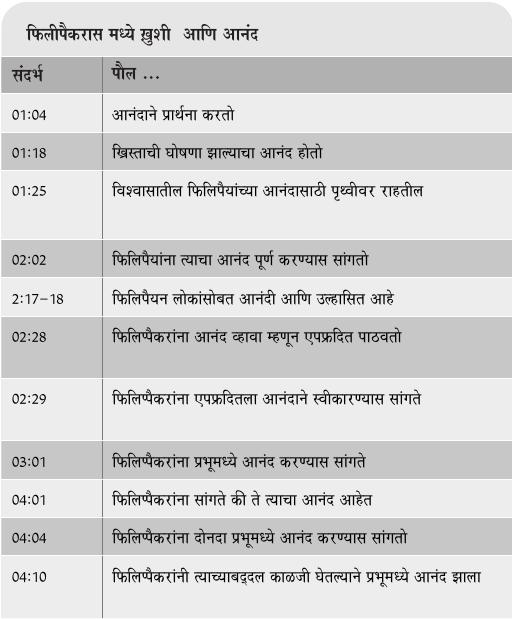 फिलीपैकरास मध्ये ख़ुशी आणि आनंद
संदर्भ पौल ...
01:04 आनंदाने प्रार्थना करतो
01:18 ख्रिस्ताची घोषणा झाल्याचा आनंद होतो
01:25 विश्वासातील फिलिपैयांच्या आनंदासाठी पृथ्वीवर राहतील
02:02 फिलिपैयांना त्याचा आनंद पूर्ण करण्यास सांगतो
2:17–18 फिलिपैयन लोकांसोबत आनंदी आणि उल्हासित आहे
02:28 फिलिप्पैकरांना आनंद व्हावा म्हणून एपफ्रदित पाठवतो
02:29 फिलिप्पैकरांना एपफ्रदितला आनंदाने स्वीकारण्यास सांगते
03:01 फिलिप्पैकरांना प्रभूमध्ये आनंद करण्यास सांगते
04:01 फिलिप्पैकरांना सांगते की ते त्याचा आनंद आहेत
04:04 फिलिप्पैकरांना दोनदा प्रभूमध्ये आनंद करण्यास सांगतो
04:10 फिलिप्पैकरांनी त्याच्याबद्दल काळजी घेतल्याने प्रभूमध्ये आनंद झाला